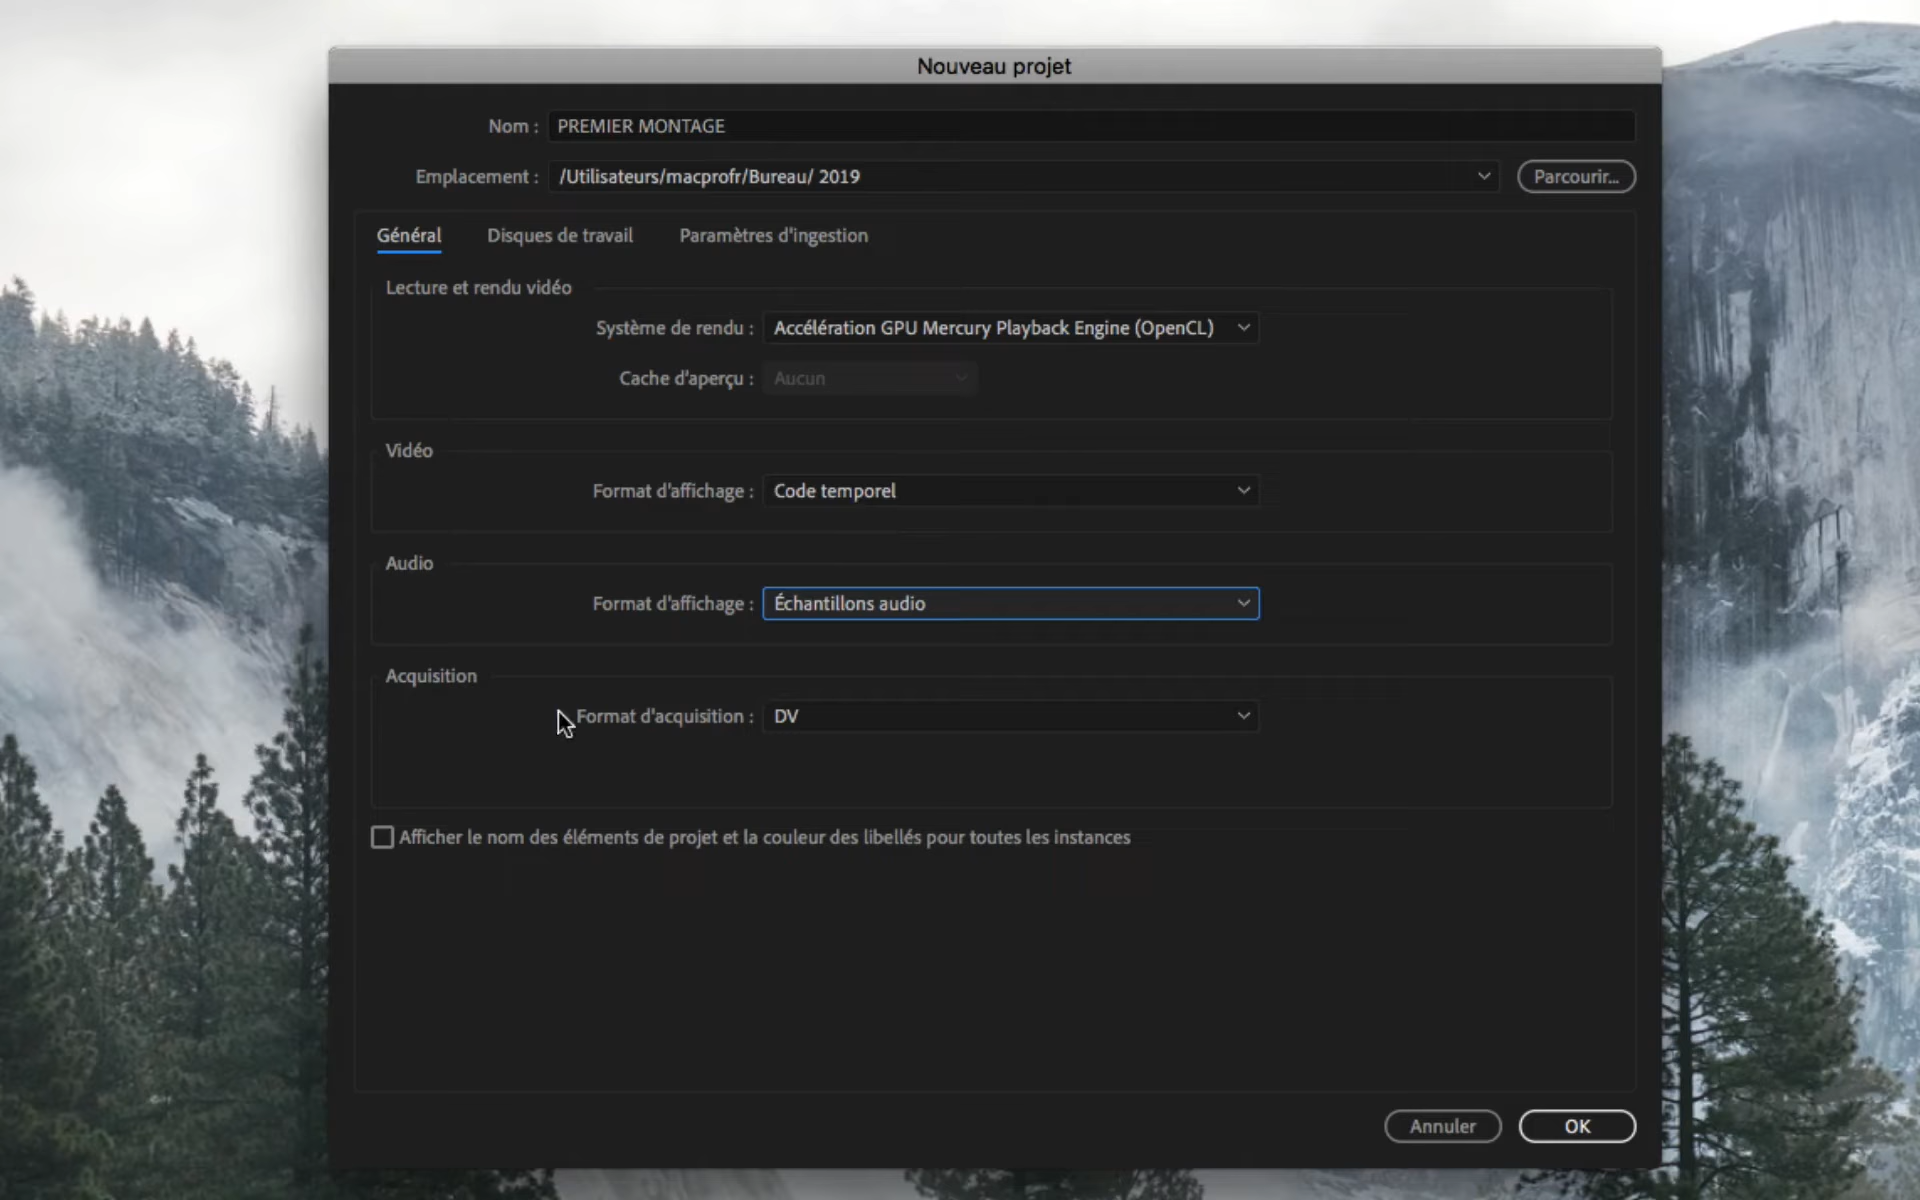 Nouveau projet
Nom : PREMIER MONTAGE
Emplacement : /Utilisateurs/macprofr/Bureau/ 2019 Parcourir...
Général Disques de travail Paramètres d'ingestion
Lecture et rendu vidéo
Système de rendu : Accélération GPU Mercury Playback Engine (OpenCL)
Cache d'aperçu : Aucun
Vidéo
Format d'affichage : Code temporel
Audio
Format d'affichage : Échantillons audio
Acquisition
Format d'acquisition : DV
Afficher le nom des éléments de projet et la couleur des libellés pour toutes les instances
Annuler OK